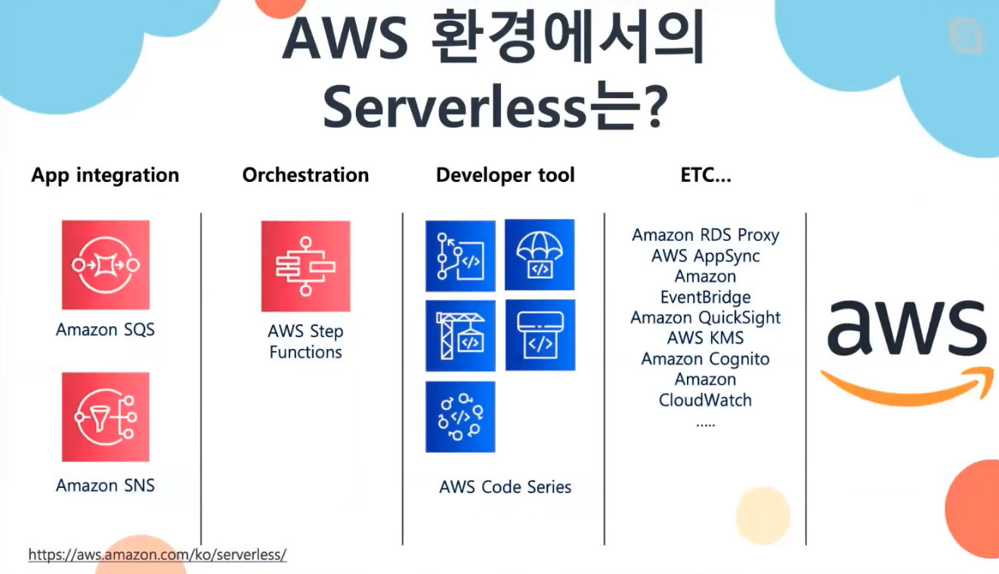 AWS 환경에서의
Serverless는?
App integration
Orchestration
Developer tool
ETC...
Amazon SQS
Amazon SNS
AWS Step
Functions
AWS Code Series
Amazon RDS Proxy
AWS AppSync
Amazon
EventBridge
Amazon QuickSight
AWS KMS
Amazon Cognito
Amazon
CloudWatch
.....
aws
https://aws.amazon.com/ko/serverless/